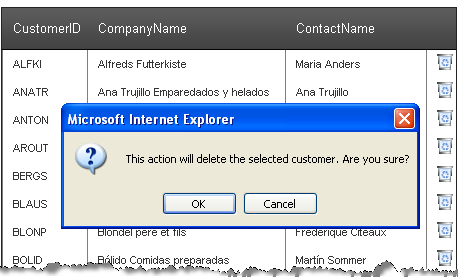 CustomerID CompanyName ContactName
ALFKI Alfreds Futterkiste Maria Anders
ANATR Ana Trujillo Emparedados y helados Ana Trujillo
ANTON
Microsoft Internet Explorer
AROUT
This action will delete the selected customer. Are you sure?
BERGS
BLAUS
OK Cancel
BLONP Blondel père et fils Frédérique Citeaux
BOLID Bólido Comidas preparadas Martín Sommer